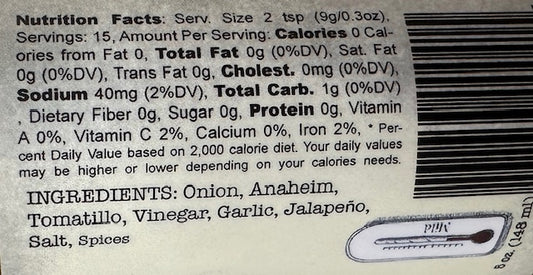 Nutrition Facts: Serv. Size 2 tsp (9g/0.3oz),
Servings: 15, Amount Per Serving: Calories 0 Cal-
ories from Fat 0, Total Fat 0g (0%DV), Sat. Fat
0g (0%DV), Trans Fat 0g, Cholest. 0mg (0%DV),
Sodium 40mg (2%DV), Total Carb. 1g (0%DV)
, Dietary Fiber 0g, Sugar 0g, Protein 0g, Vitamin
A 0%, Vitamin C 2%, Calcium 0%, Iron 2%, * Per-
cent Daily Value based on 2,000 calorie diet. Your daily values
may be higher or lower depending on your calories needs.
INGREDIENTS: Onion, Anaheim,
Tomatillo, Vinegar, Garlic, Jalapeño,
Salt, Spices
Mild
oz. (148 ml)